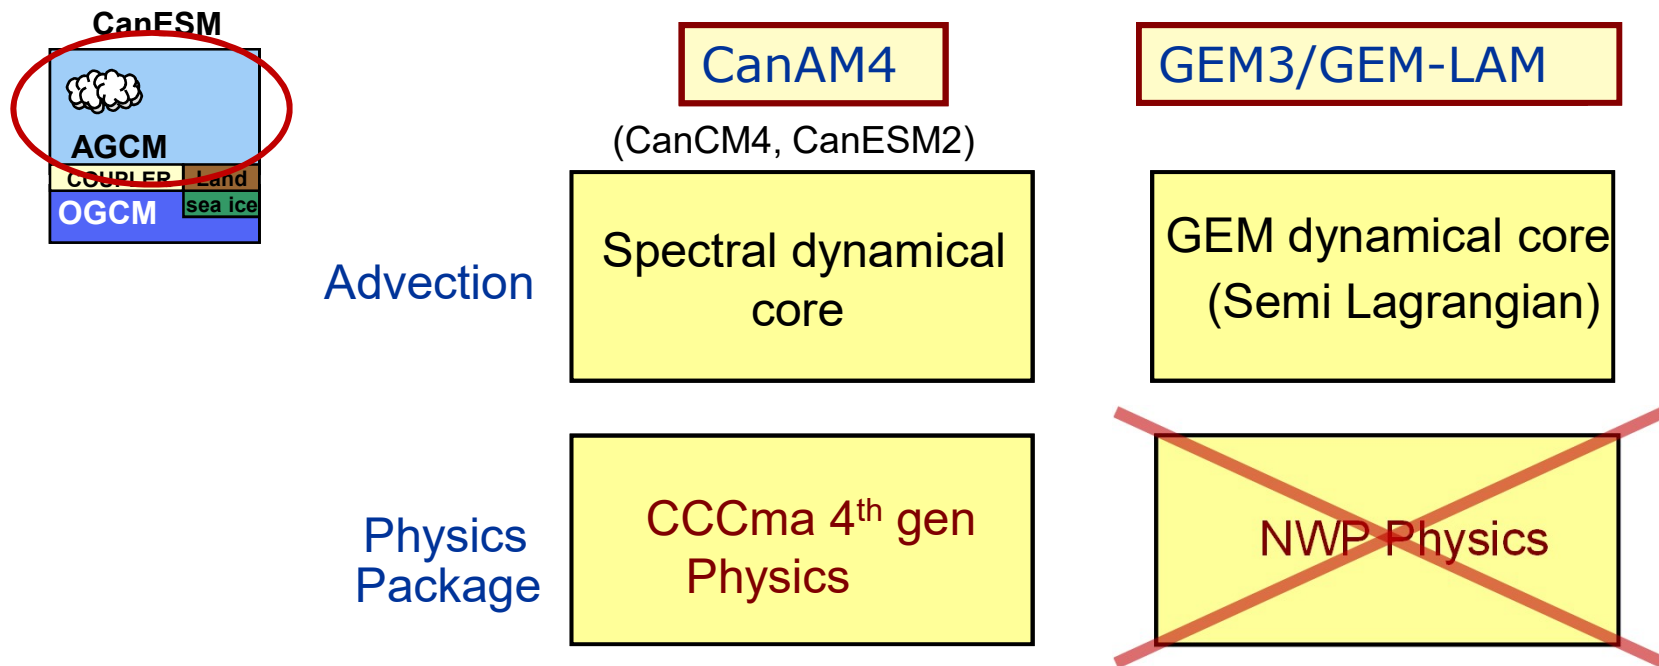 CanESM
AGCM
COUPLER
Land
OGCM
sea ice
CanAM4
GEM3/GEM-LAM
(CanCM4, CanESM2)
Advection
Spectral dynamical
core
GEM dynamical core
(Semi Lagrangian)
Physics
Package
CCCma 4th gen
Physics
NWP Physics